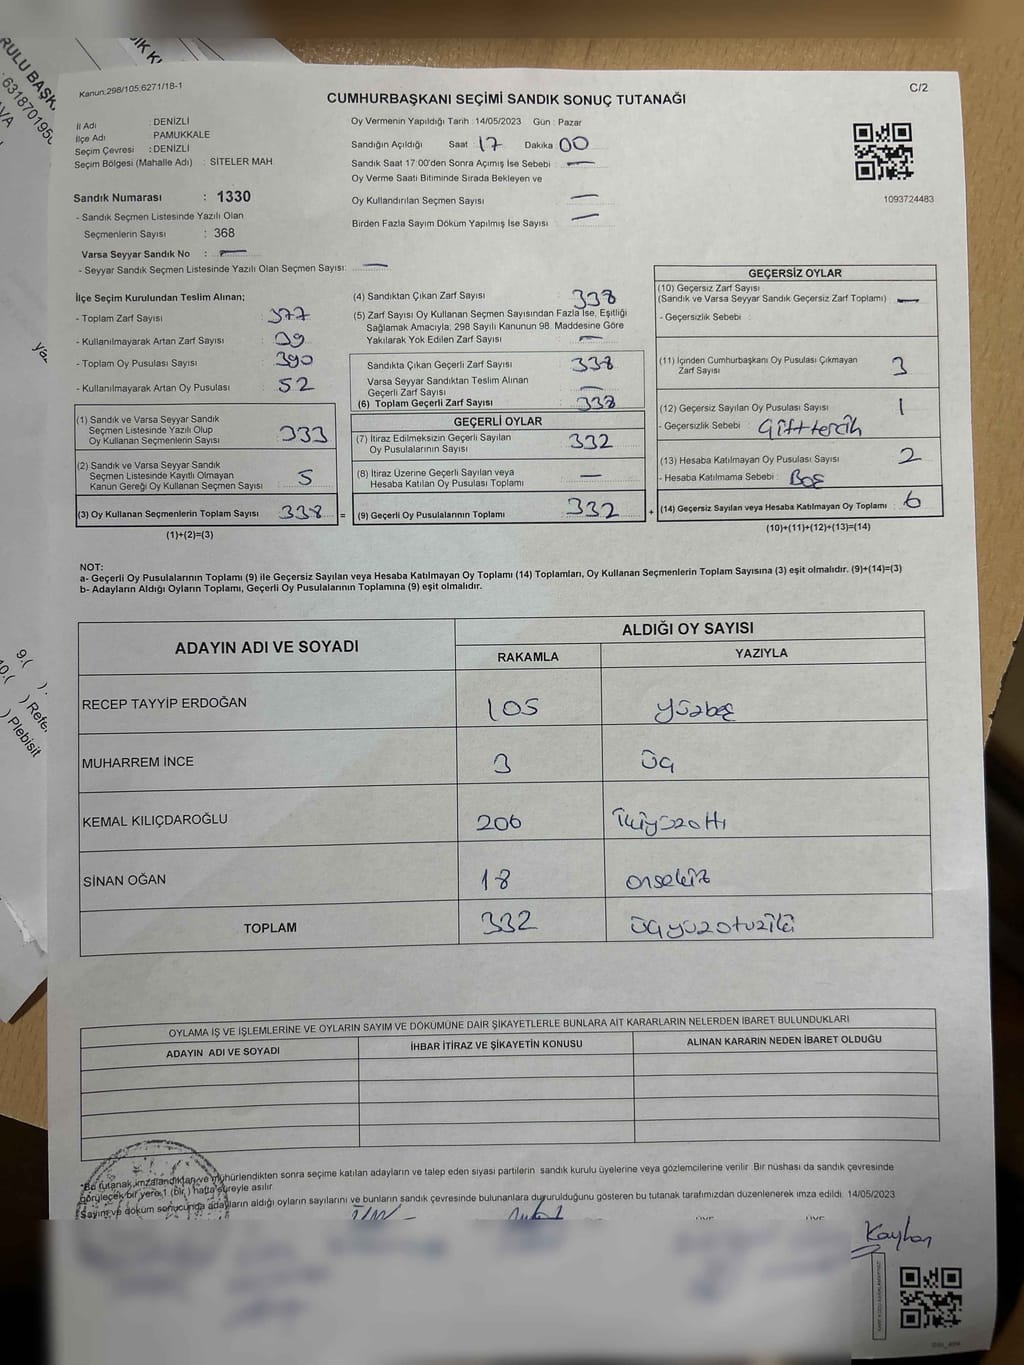 RULU BAŞK
631870195
VA
IK K
Kanun:298/105;6271/18-1
C/2
CUMHURBAŞKANI SEÇİMİ SANDIK SONUÇ TUTANAĞI
İl Adı : DENİZLİ
İlçe Adı : PAMUKKALE
Seçim Çevresi : DENİZLİ
Seçim Bölgesi (Mahalle Adı) : SİTELER MAH.
Sandık Numarası : 1330
- Sandık Seçmen Listesinde Yazılı Olan
Seçmenlerin Sayısı : 368
Varsa Seyyar Sandık No : —
- Seyyar Sandık Seçmen Listesinde Yazılı Olan Seçmen Sayısı: —
Oy Vermenin Yapıldığı Tarih : 14/05/2023 Gün : Pazar
Sandığın Açıldığı Saat : 17 Dakika : 00
Sandık Saat 17:00'den Sonra Açımış İse Sebebi : —
Oy Verme Saati Bitiminde Sırada Bekleyen ve
Oy Kullandırılan Seçmen Sayısı : —
Birden Fazla Sayım Döküm Yapılmış İse Sayısı : —
1093724483
İlçe Seçim Kurulundan Teslim Alınan;
- Toplam Zarf Sayısı : 377
- Kullanılmayarak Artan Zarf Sayısı : 39
- Toplam Oy Pusulası Sayısı : 390
- Kullanılmayarak Artan Oy Pusulası : 52
(1) Sandık ve Varsa Seyyar Sandık
Seçmen Listesinde Yazılı Olup
Oy Kullanan Seçmenlerin Sayısı : 333
(2) Sandık ve Varsa Seyyar Sandık
Seçmen Listesinde Kayıtlı Olmayan
Kanun Gereği Oy Kullanan Seçmen Sayısı : 5
(3) Oy Kullanan Seçmenlerin Toplam Sayısı : 338 =
(1)+(2)=(3)
(4) Sandıktan Çıkan Zarf Sayısı : 338
(5) Zarf Sayısı Oy Kullanan Seçmen Sayısından Fazla İse, Eşitliği
Sağlamak Amacıyla; 298 Sayılı Kanunun 98. Maddesine Göre
Yakılarak Yok Edilen Zarf Sayısı : —
Sandıkta Çıkan Geçerli Zarf Sayısı : 338
Varsa Seyyar Sandıktan Teslim Alınan
Geçerli Zarf Sayısı : —
(6) Toplam Geçerli Zarf Sayısı : 338
GEÇERLİ OYLAR
(7) İtiraz Edilmeksizin Geçerli Sayılan
Oy Pusulalarının Sayısı : 332
(8) İtiraz Üzerine Geçerli Sayılan veya
Hesaba Katılan Oy Pusulası Toplamı : —
(9) Geçerli Oy Pusulalarının Toplamı : 332 +
GEÇERSİZ OYLAR
(10) Geçersiz Zarf Sayısı
(Sandık ve Varsa Seyyar Sandık Geçersiz Zarf Toplamı) : —
- Geçersizlik Sebebi :
(11) İçinden Cumhurbaşkanı Oy Pusulası Çıkmayan
Zarf Sayısı : 3
(12) Geçersiz Sayılan Oy Pusulası Sayısı : 1
- Geçersizlik Sebebi : Çift tercih
(13) Hesaba Katılmayan Oy Pusulası Sayısı : 2
- Hesaba Katılmama Sebebi : Boş
(14) Geçersiz Sayılan veya Hesaba Katılmayan Oy Toplamı : 6
(10)+(11)+(12)+(13)=(14)
NOT:
a- Geçerli Oy Pusulalarının Toplamı (9) ile Geçersiz Sayılan veya Hesaba Katılmayan Oy Toplamı (14) Toplamları, Oy Kullanan Seçmenlerin Toplam Sayısına (3) eşit olmalıdır. (9)+(14)=(3)
b- Adayların Aldığı Oyların Toplamı, Geçerli Oy Pusulalarının Toplamına (9) eşit olmalıdır.
ADAYIN ADI VE SOYADI
ALDIĞI OY SAYISI
RAKAMLA YAZIYLA
RECEP TAYYİP ERDOĞAN 105 yüzbeş
MUHARREM İNCE 3 üç
KEMAL KILIÇDAROĞLU 206 ikiyüzaltı
SİNAN OĞAN 18 onsekiz
TOPLAM 332 üçyüzotuziki
9.( ).
10.( ) Refe
) Plebisit
OYLAMA İŞ VE İŞLEMLERİNE VE OYLARIN SAYIM VE DÖKÜMÜNE DAİR ŞİKAYETLERLE BUNLARA AİT KARARLARIN NELERDEN İBARET BULUNDUKLARI
ADAYIN ADI VE SOYADI İHBAR İTİRAZ VE ŞİKAYETİN KONUSU ALINAN KARARIN NEDEN İBARET OLDUĞU
*Bu tutanak imzalandıktan ve mühürlendikten sonra seçime katılan adayların ve talep eden siyasi partilerin sandık kurulu üyelerine veya gözlemcilerine verilir. Bir nüshası da sandık çevresinde
görülecek bir yere 1 (bir) hafta süreyle asılır.
Sayım ve döküm sonucunda adayların aldığı oyların sayılarını ve bunların sandık çevresinde bulunanlara duyurulduğunu gösteren bu tutanak tarafımızdan düzenlenerek imza edildi. 14/05/2023
Kayhan